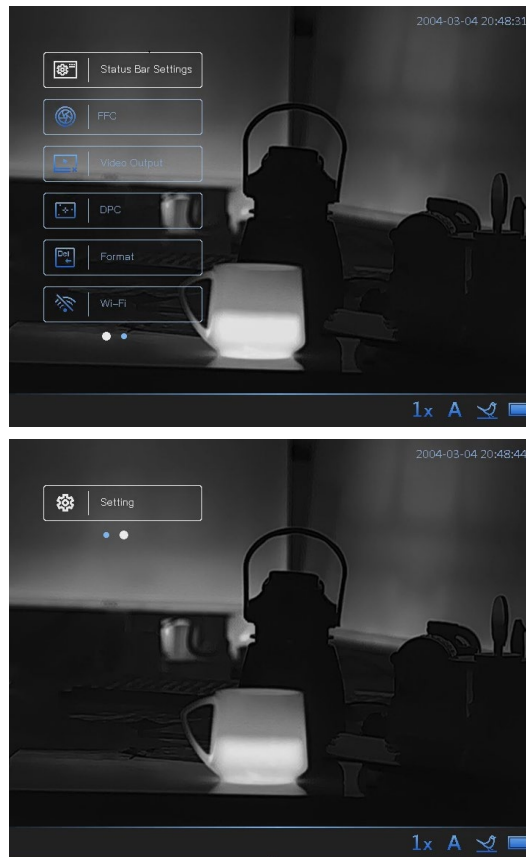 2004-03-04 20:48:31
Status Bar Settings
FFC
Video Output
DPC
Del
Format
Wi-Fi
1x A
2004-03-04 20:48:44
Setting
1x A